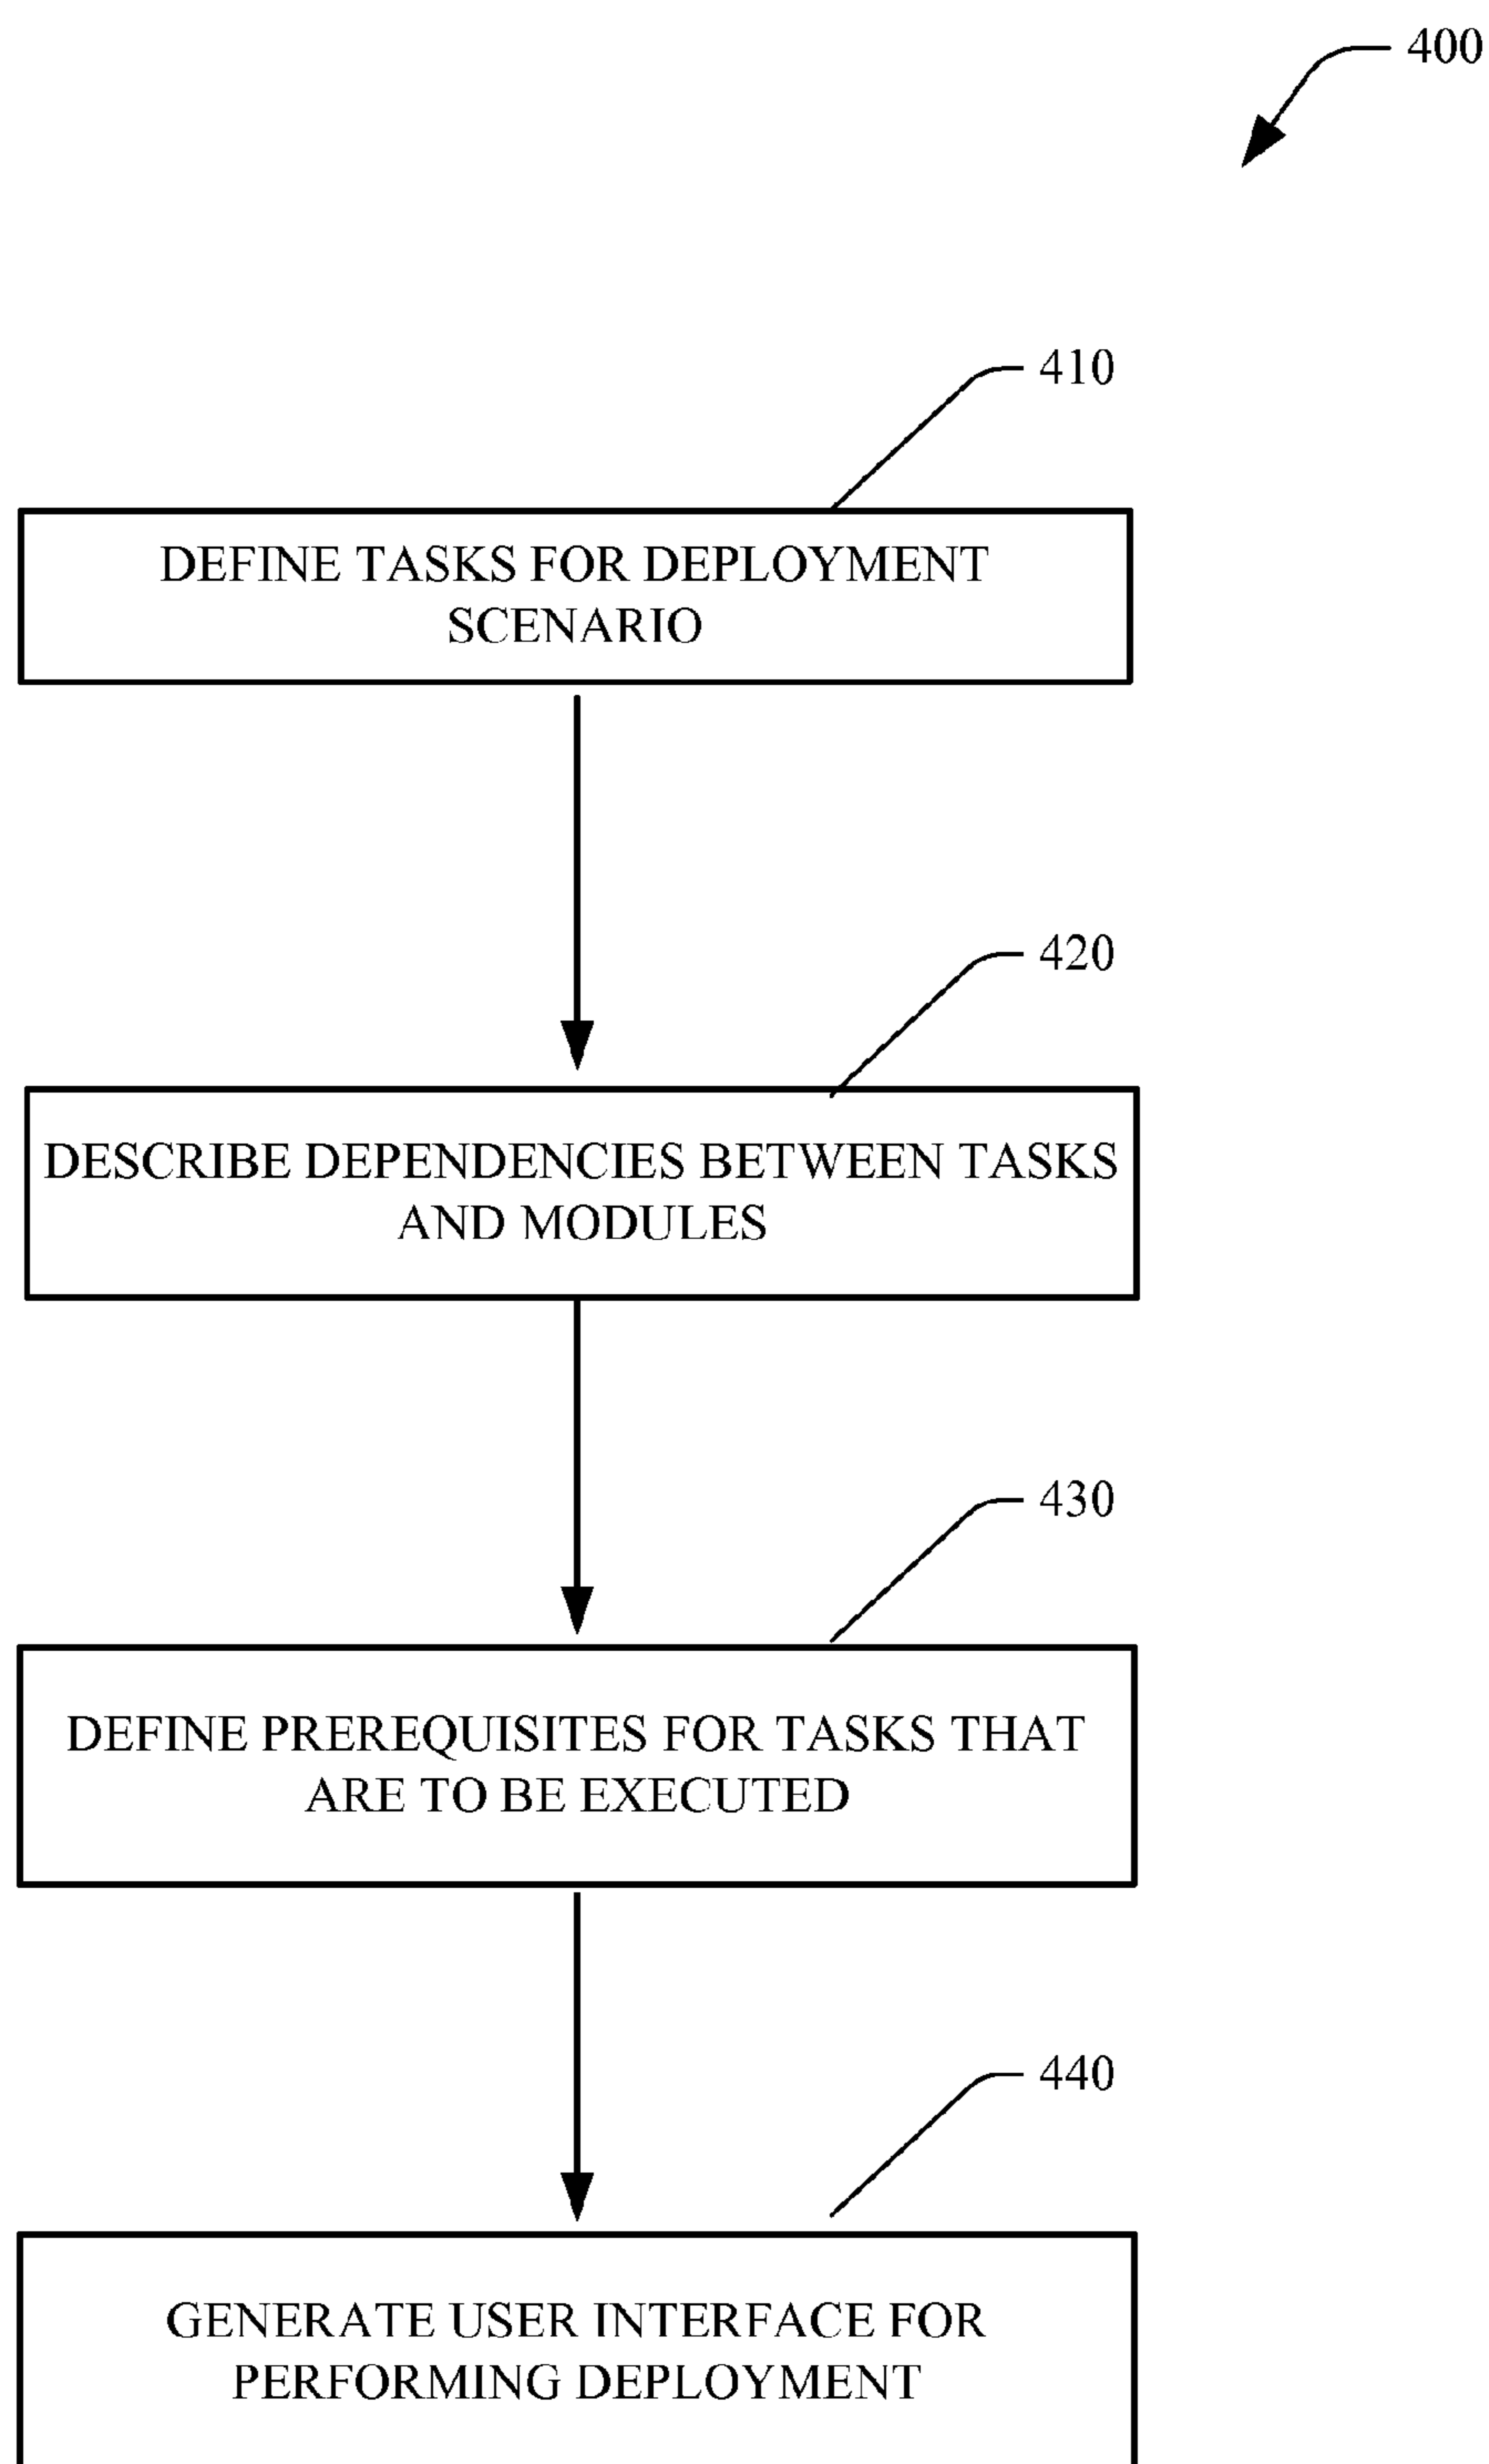 400
410
DEFINE TASKS FOR DEPLOYMENT
SCENARIO
420
DESCRIBE DEPENDENCIES BETWEEN TASKS
AND MODULES
430
DEFINE PREREQUISITES FOR TASKS THAT
ARE TO BE EXECUTED
440
GENERATE USER INTERFACE FOR
PERFORMING DEPLOYMENT